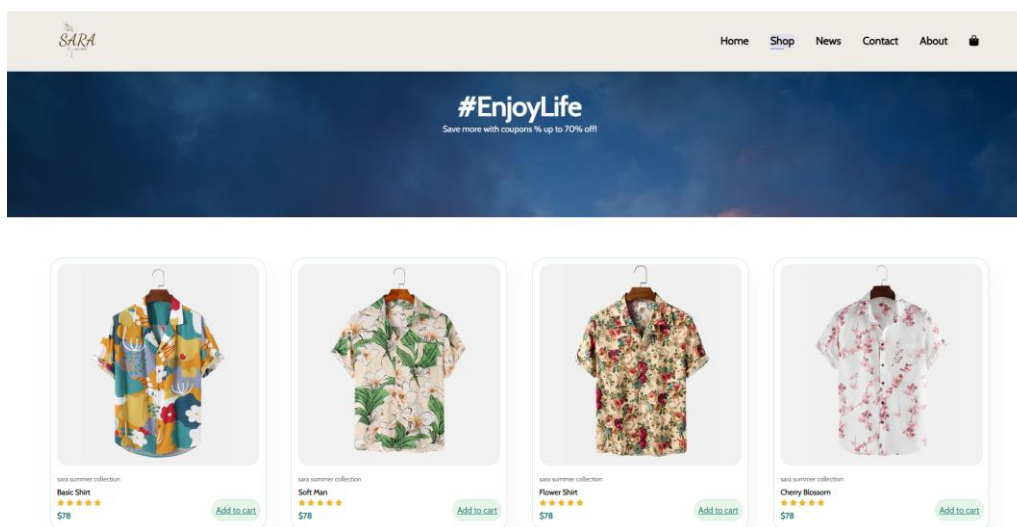 SARA
Home Shop News Contact About
#EnjoyLife
Save more with coupons % up to 70% off!
sara summer collection
Basic Shirt
$78
Add to cart
sara summer collection
Soft Man
$78
Add to cart
sara summer collection
Flower Shirt
$78
Add to cart
sara summer collection
Cherry Blossom
$78
Add to cart